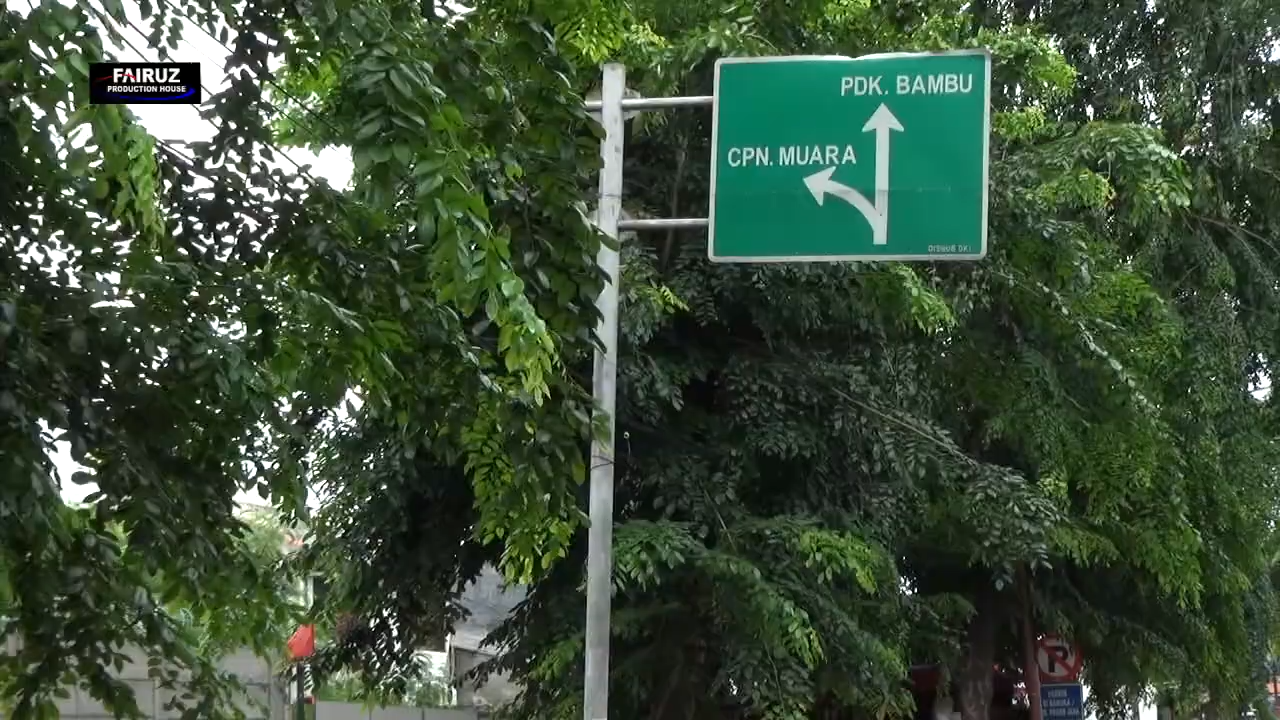 FAIRUZ
PRODUCTION HOUSE
PDK. BAMBU
CPN. MUARA
DISHUB DKI